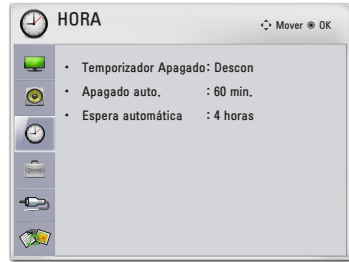 HORA
Mover OK
• Temporizador Apagado: Descon
• Apagado auto. : 60 min.
• Espera automática : 4 horas